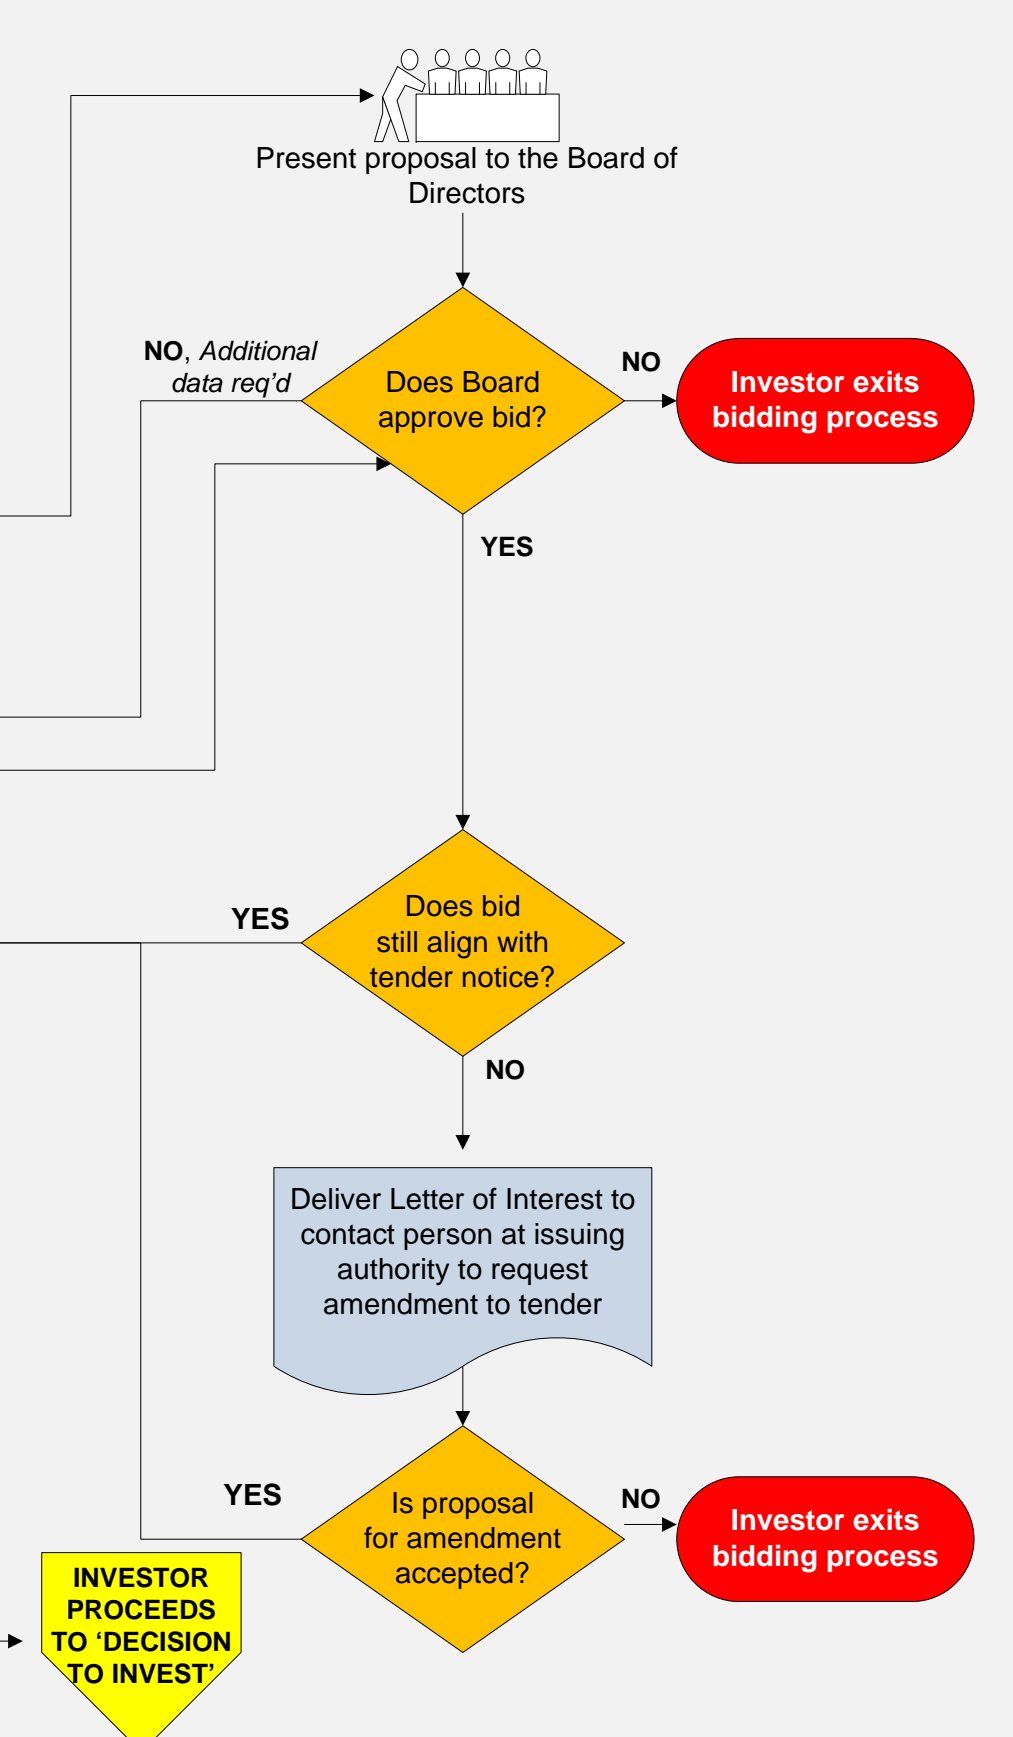 Present proposal to the Board of
Directors
NO, Additional
data req’d
Does Board
approve bid?
NO
Investor exits
bidding process
YES
YES
Does bid
still align with
tender notice?
NO
Deliver Letter of Interest to
contact person at issuing
authority to request
amendment to tender
YES
Is proposal
for amendment
accepted?
NO
Investor exits
bidding process
INVESTOR
PROCEEDS
TO ‘DECISION
TO INVEST’